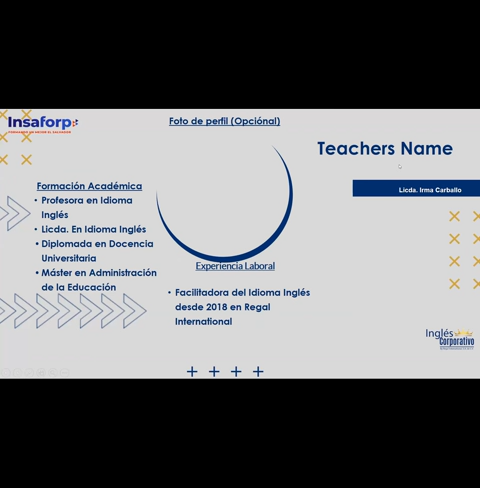 Insaforp
Foto de perfil (Opciónal)
Teachers Name
Licda. Irma Carballo
Formación Académica
• Profesora en Idioma
Inglés
• Licda. En Idioma Inglés
• Diplomada en Docencia
Universitaria
• Máster en Administración
de la Educación
Experiencia Laboral
• Facilitadora del Idioma Inglés
desde 2018 en Regal
International
Inglés
Corporativo